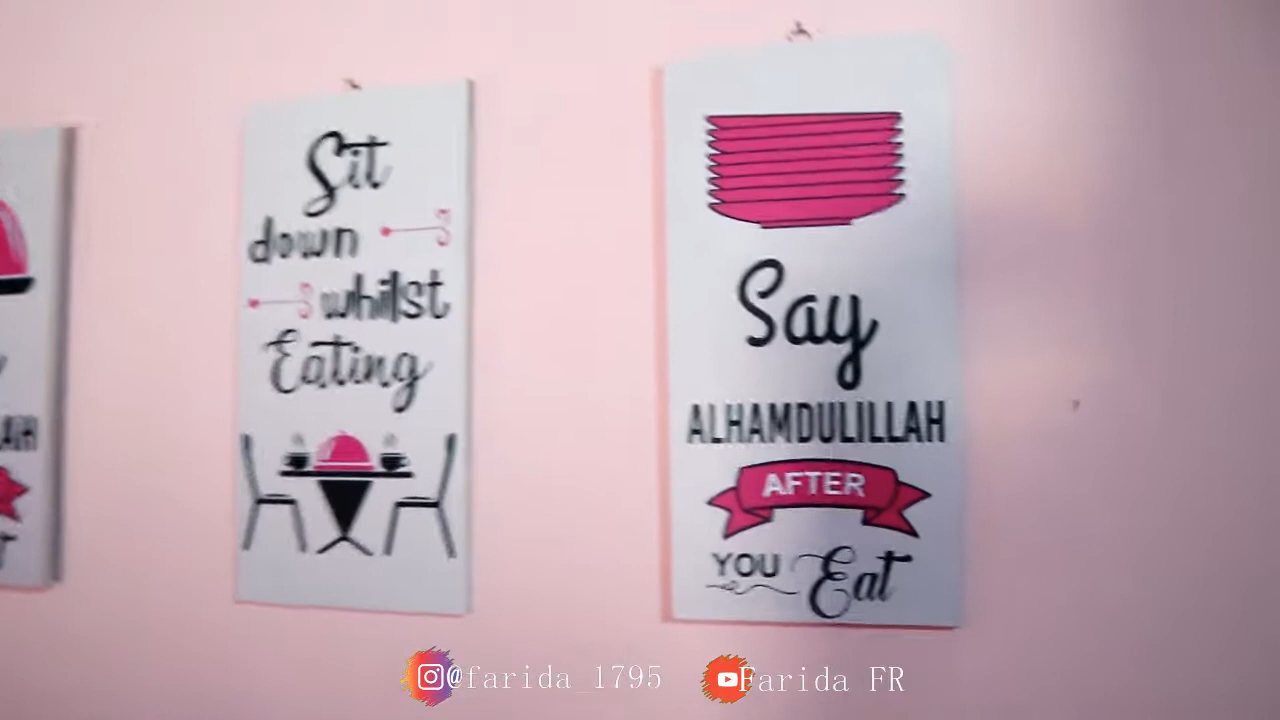 Sit
down
whilst
Eating
Say
ALHAMDULILLAH
AFTER
YOU Eat
@farida_1795
Farida FR